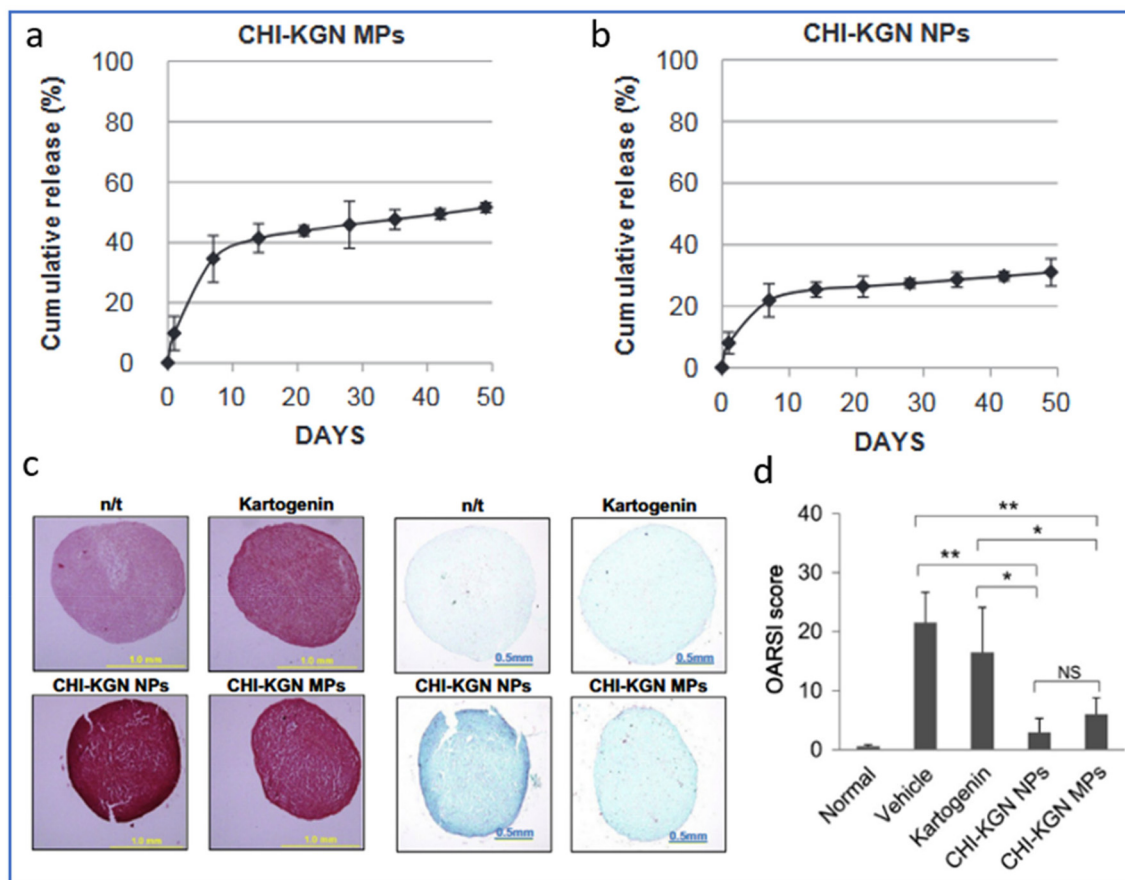 a
CHI-KGN MPs
Cumulative release (%)
100
80
60
40
20
0
0 10 20 30 40 50
DAYS
b
CHI-KGN NPs
Cumulative release (%)
100
80
60
40
20
0
0 10 20 30 40 50
DAYS
c
n/t Kartogenin n/t Kartogenin
1.0 mm 1.0 mm 0.5mm 0.5mm
CHI-KGN NPs CHI-KGN MPs CHI-KGN NPs CHI-KGN MPs
1.0 mm 1.0 mm 0.5mm 0.5mm
d
OARSI score
40
30
20
10
0
**
*
**
*
NS
Normal
Vehicle
Kartogenin
CHI-KGN NPs
CHI-KGN MPs